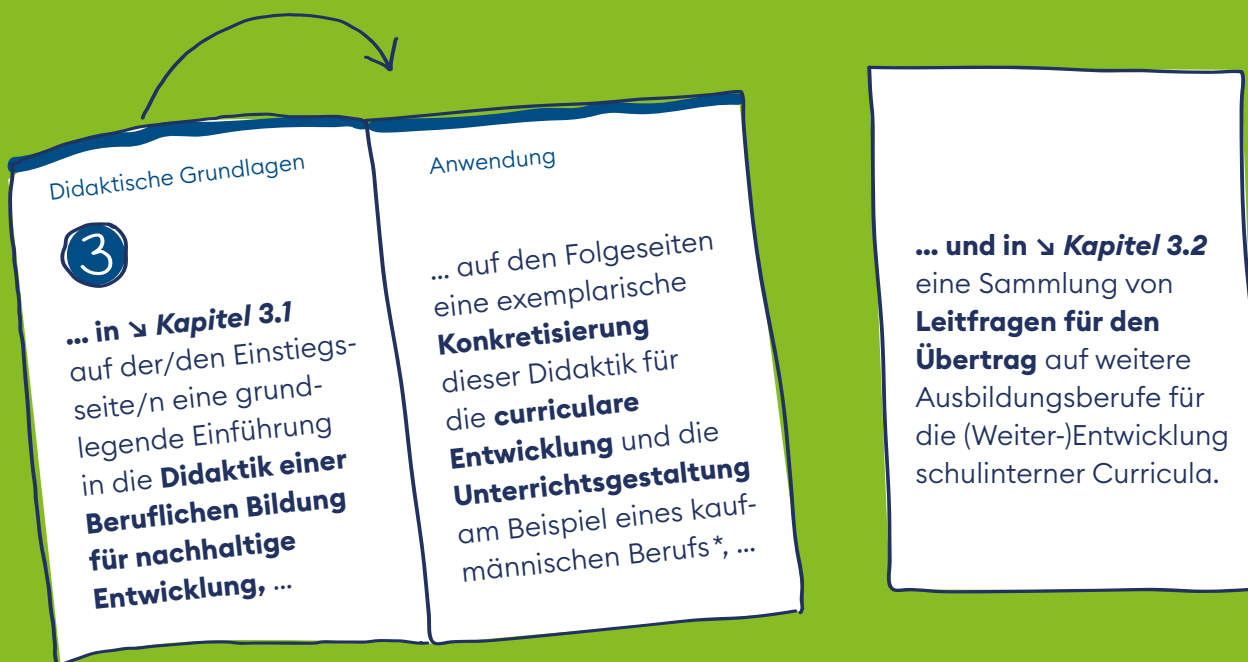 Didaktische Grundlagen
3
... in ↘ Kapitel 3.1
auf der/den Einstiegs-
seite/n eine grund-
legende Einführung
in die Didaktik einer
Beruflichen Bildung
für nachhaltige
Entwicklung, ...
Anwendung
... auf den Folgeseiten
eine exemplarische
Konkretisierung
dieser Didaktik für
die curriculare
Entwicklung und die
Unterrichtsgestaltung
am Beispiel eines kauf-
männischen Berufs*, ...
... und in ↘ Kapitel 3.2
eine Sammlung von
Leitfragen für den
Übertrag auf weitere
Ausbildungsberufe für
die (Weiter-)Entwicklung
schulinterner Curricula.